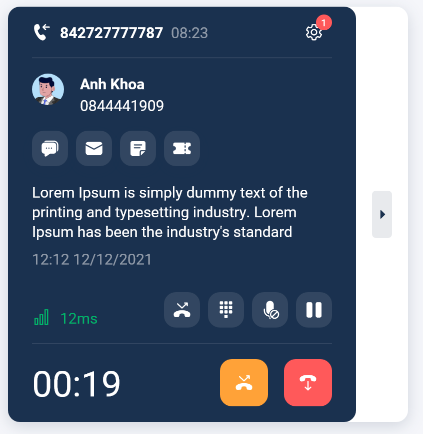 842727777787 08:23
1
Anh Khoa
0844441909
Lorem Ipsum is simply dummy text of the
printing and typesetting industry. Lorem
Ipsum has been the industry's standard
12:12 12/12/2021
12ms
00:19